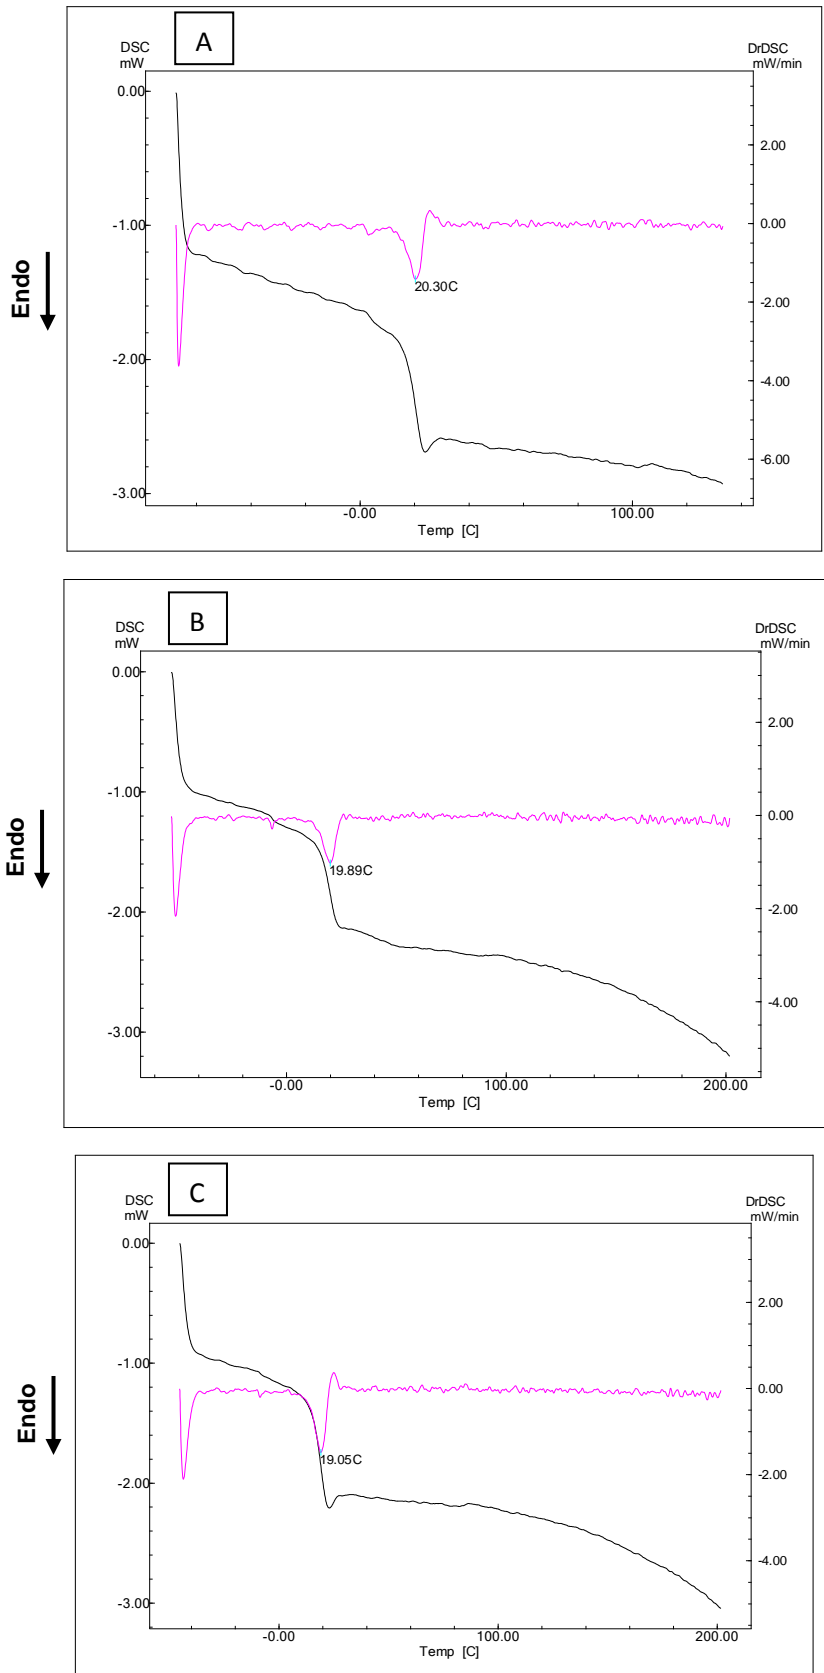 A
DSC
mW
DrDSC
mW/min
0.00
-1.00
-2.00
-3.00
2.00
0.00
-2.00
-4.00
-6.00
20.30C
Endo
-0.00 100.00
Temp [C]
B
DSC
mW
DrDSC
mW/min
0.00
-1.00
-2.00
-3.00
2.00
0.00
-2.00
-4.00
19.89C
Endo
-0.00 100.00 200.00
Temp [C]
C
DSC
mW
DrDSC
mW/min
0.00
-1.00
-2.00
-3.00
2.00
0.00
-2.00
-4.00
19.05C
Endo
-0.00 100.00 200.00
Temp [C]